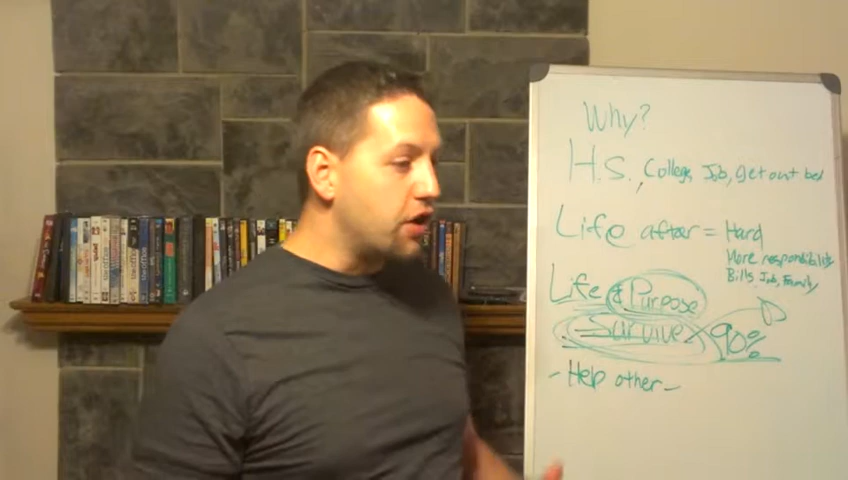 Why?
H.S., College, Job, get out bed
Life after = Hard
More responsibility
Bills Job, Family
Life & Purpose
Survive 90%
- Help other -